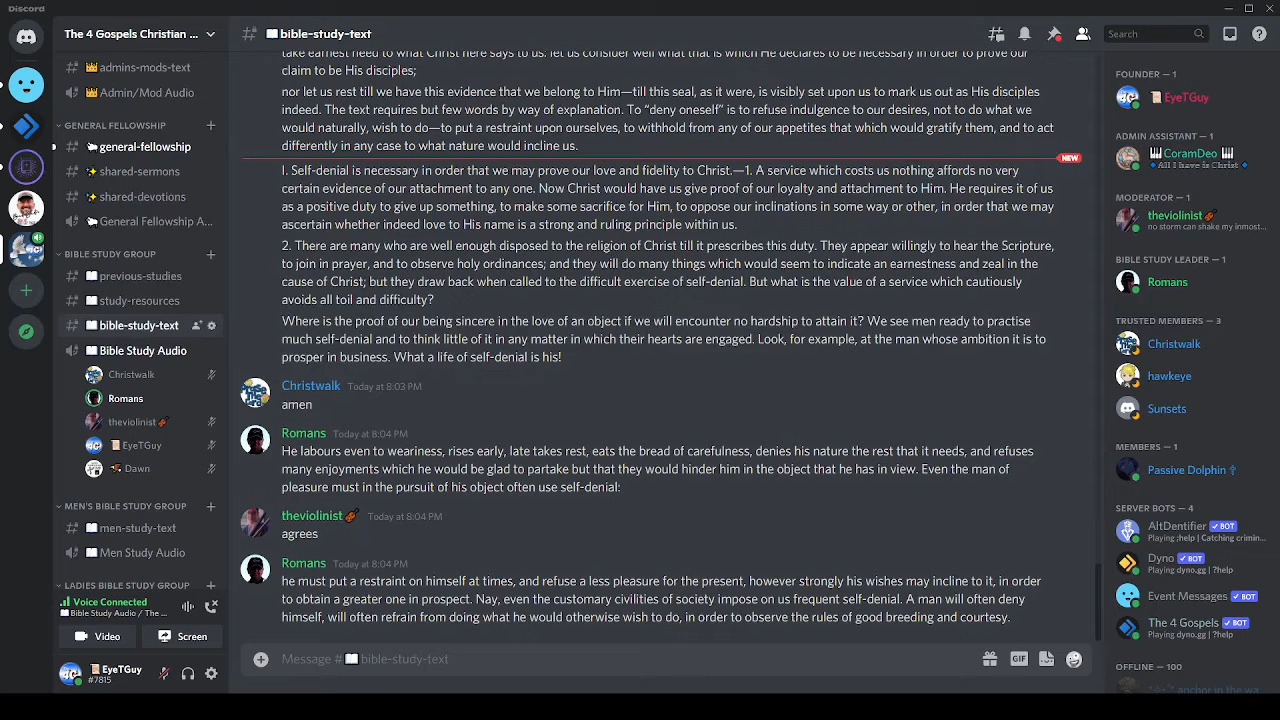 Discord
The 4 Gospels Christian ...
admins-mods-text
Admin/Mod Audio
GENERAL FELLOWSHIP
general-fellowship
shared-sermons
shared-devotions
General Fellowship A...
BIBLE STUDY GROUP
previous-studies
study-resources
bible-study-text
Bible Study Audio
Christwalk
Romans
theviolinist
EyeTGuy
Dawn
MEN'S BIBLE STUDY GROUP
men-study-text
Men Study Audio
LADIES BIBLE STUDY GROUP
Voice Connected
Bible Study Audio / The ...
Video
Screen
EyeTGuy
#7815
bible-study-text
Search
take earnest heed to what Christ here says to us: let us consider well what that is which He declares to be necessary in order to prove our
claim to be His disciples;
nor let us rest till we have this evidence that we belong to Him—till this seal, as it were, is visibly set upon us to mark us out as His disciples
indeed. The text requires but few words by way of explanation. To “deny oneself” is to refuse indulgence to our desires, not to do what we
would naturally, wish to do—to put a restraint upon ourselves, to withhold from any of our appetites that which would gratify them, and to act
differently in any case to what nature would incline us.
NEW
I. Self-denial is necessary in order that we may prove our love and fidelity to Christ.—1. A service which costs us nothing affords no very
certain evidence of our attachment to any one. Now Christ would have us give proof of our loyalty and attachment to Him. He requires it of us
as a positive duty to give up something, to make some sacrifice for Him, to oppose our inclinations in some way or other, in order that we may
ascertain whether indeed love to His name is a strong and ruling principle within us.
2. There are many who are well enough disposed to the religion of Christ till it prescribes this duty. They appear willingly to hear the Scripture,
to join in prayer, and to observe holy ordinances; and they will do many things which would seem to indicate an earnestness and zeal in the
cause of Christ; but they draw back when called to the difficult exercise of self-denial. But what is the value of a service which cautiously
avoids all toil and difficulty?
Where is the proof of our being sincere in the love of an object if we will encounter no hardship to attain it? We see men ready to practise
much self-denial and to think little of it in any matter in which their hearts are engaged. Look, for example, at the man whose ambition it is to
prosper in business. What a life of self-denial is his!
Christwalk Today at 8:03 PM
amen
Romans Today at 8:04 PM
He labours even to weariness, rises early, late takes rest, eats the bread of carefulness, denies his nature the rest that it needs, and refuses
many enjoyments which he would be glad to partake but that they would hinder him in the object that he has in view. Even the man of
pleasure must in the pursuit of his object often use self-denial:
theviolinist Today at 8:04 PM
agrees
Romans Today at 8:04 PM
he must put a restraint on himself at times, and refuse a less pleasure for the present, however strongly his wishes may incline to it, in order
to obtain a greater one in prospect. Nay, even the customary civilities of society impose on us frequent self-denial. A man will often deny
himself, will often refrain from doing what he would otherwise wish to do, in order to observe the rules of good breeding and courtesy.
Message #bible-study-text
GIF
FOUNDER — 1
EyeTGuy
ADMIN ASSISTANT — 1
CoramDeo
All I have is Christ
MODERATOR — 1
theviolinist
no storm can shake my inmost...
BIBLE STUDY LEADER — 1
Romans
TRUSTED MEMBERS — 3
Christwalk
hawkeye
Sunsets
MEMBERS — 1
Passive Dolphin
SERVER BOTS — 4
AltDentifier BOT
Playing ;help | Catching crimin...
Dyno BOT
Playing dyno.gg | ?help
Event Messages BOT
The 4 Gospels BOT
Playing dyno.gg | ?help
OFFLINE — 100
anchor in the wa